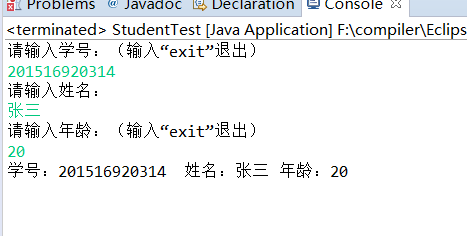 Problems @ Javadoc Declaration Console
<terminated> StudentTest [Java Application] F:\compiler\Eclips
请输入学号：（输入“exit”退出）
201516920314
请输入姓名：
张三
请输入年龄：（输入“exit”退出）
20
学号：201516920314 姓名：张三 年龄：20